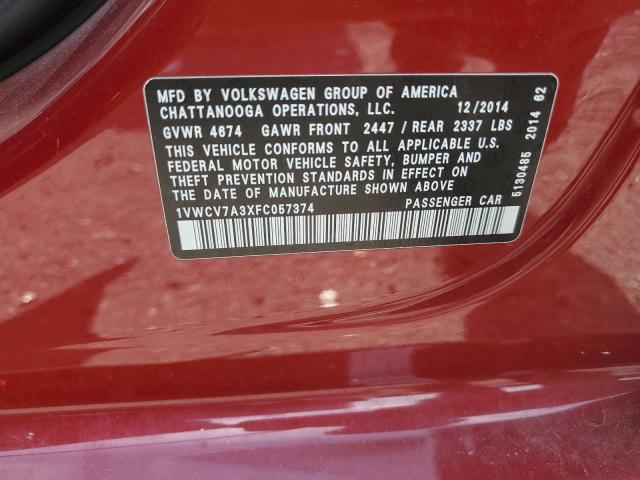 MFD BY VOLKSWAGEN GROUP OF AMERICA
CHATTANOOGA OPERATIONS, LLC. 12/2014
GVWR 4674 GAWR FRONT 2447 / REAR 2337 LBS
THIS VEHICLE CONFORMS TO ALL APPLICABLE U.S.
FEDERAL MOTOR VEHICLE SAFETY, BUMPER AND
THEFT PREVENTION STANDARDS IN EFFECT ON
THE DATE OF MANUFACTURE SHOWN ABOVE
1VWCV7A3XFC057374 PASSENGER CAR
5130485 2014 62